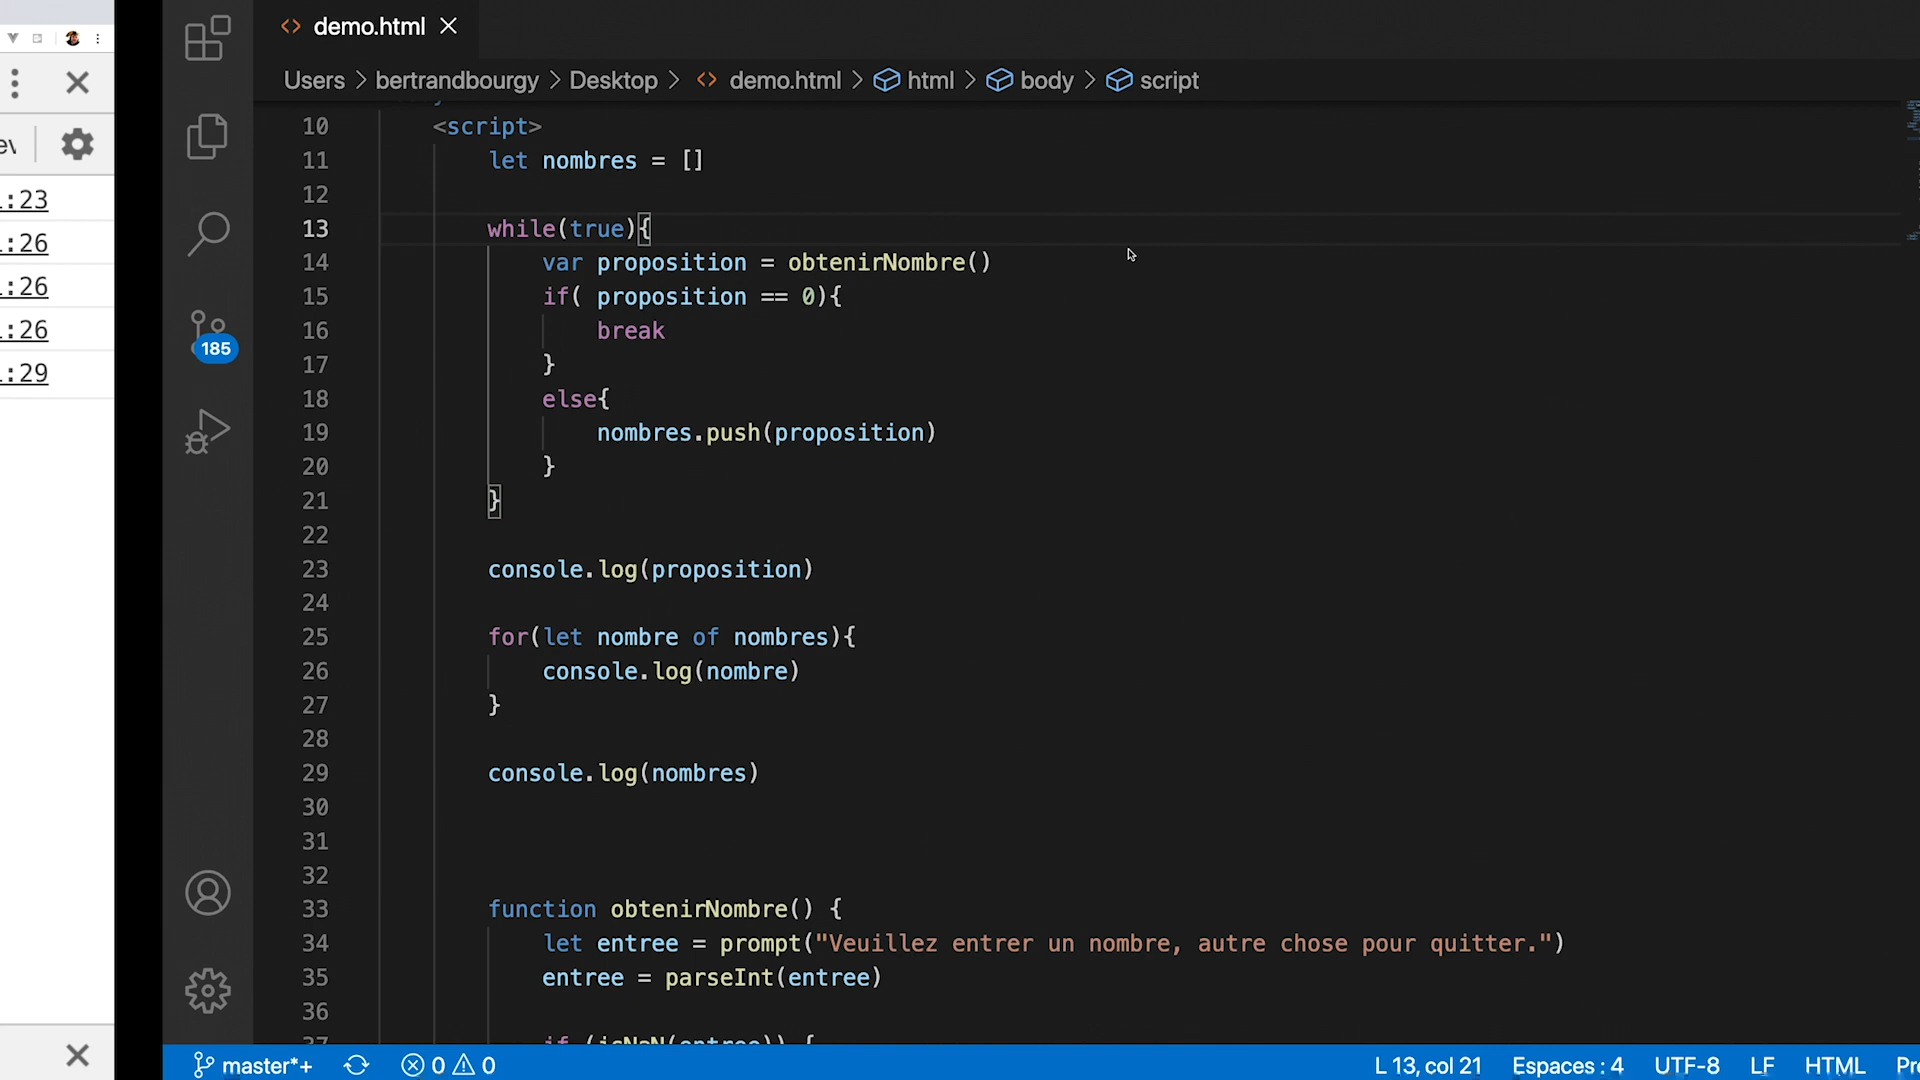 demo.html
Users > bertrandbourgy > Desktop > <> demo.html > html > body > script
:23
:26
:26
:26
:29
185
10 <script>
11 let nombres = []
12
13 while(true){
14 var proposition = obtenirNombre()
15 if( proposition == 0){
16 break
17 }
18 else{
19 nombres.push(proposition)
20 }
21 }
22
23 console.log(proposition)
24
25 for(let nombre of nombres){
26 console.log(nombre)
27 }
28
29 console.log(nombres)
30
31
32
33 function obtenirNombre() {
34 let entree = prompt("Veuillez entrer un nombre, autre chose pour quitter.")
35 entree = parseInt(entree)
36
37 if (isNaN(entree)) {
master*+ 0 0 L 13, col 21 Espaces : 4 UTF-8 LF HTML